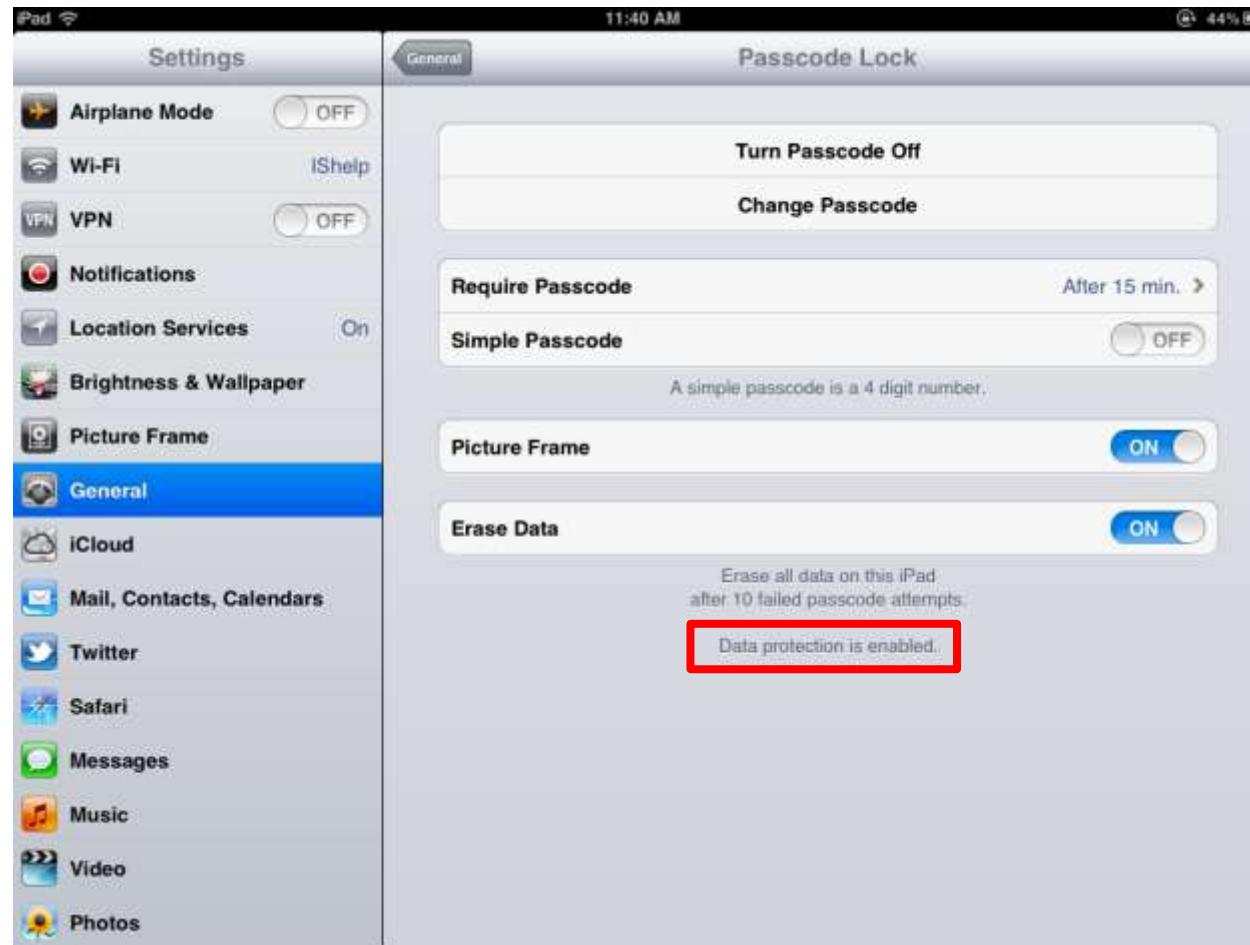 iPad 11:40 AM 44%
Settings
Airplane Mode OFF
Wi-Fi IShelp
VPN VPN OFF
Notifications
Location Services On
Brightness & Wallpaper
Picture Frame
General
iCloud
Mail, Contacts, Calendars
Twitter
Safari
Messages
Music
Video
Photos
General Passcode Lock
Turn Passcode Off
Change Passcode
Require Passcode After 15 min.
Simple Passcode OFF
A simple passcode is a 4 digit number.
Picture Frame ON
Erase Data ON
Erase all data on this iPad
after 10 failed passcode attempts.
Data protection is enabled.